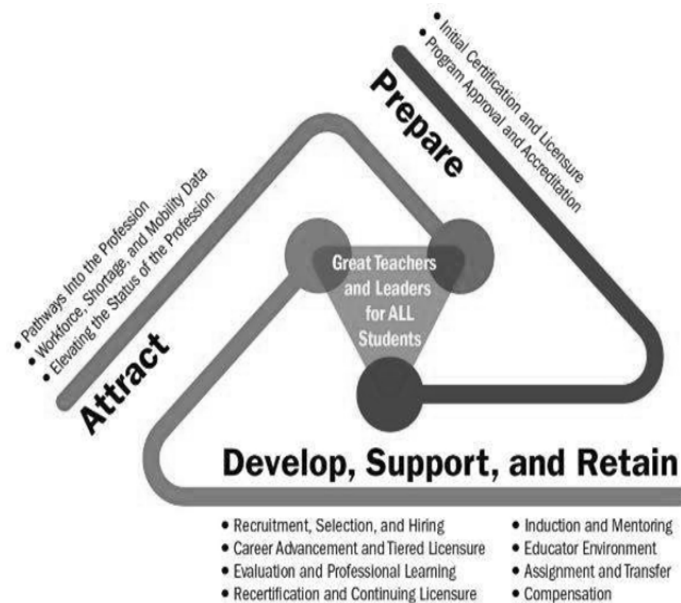 Prepare
• Initial Certification and Licensure
• Program Approval and Accreditation
Attract
• Pathways Into the Profession
• Workforce, Shortage, and Mobility Data
• Elevating the Status of the Profession
Great Teachers
and Leaders
for ALL
Students
Develop, Support, and Retain
• Recruitment, Selection, and Hiring
• Career Advancement and Tiered Licensure
• Evaluation and Professional Learning
• Recertification and Continuing Licensure
• Induction and Mentoring
• Educator Environment
• Assignment and Transfer
• Compensation